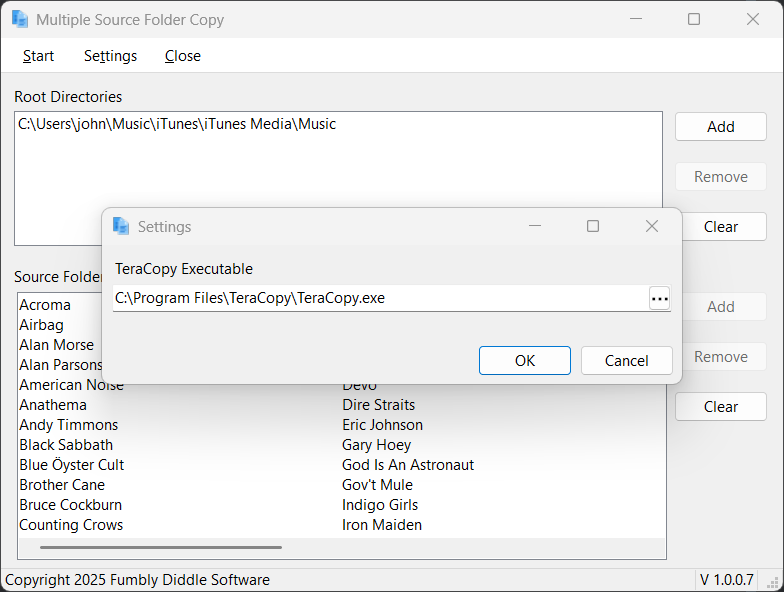 Multiple Source Folder Copy
Start Settings Close
Root Directories
C:\Users\john\Music\iTunes\iTunes Media\Music
Add
Remove
Clear
Settings
TeraCopy Executable
C:\Program Files\TeraCopy\TeraCopy.exe
...
OK Cancel
Source Folder
Acroma
Airbag
Alan Morse
Alan Parsons
American Noise
Anathema
Andy Timmons
Black Sabbath
Blue Öyster Cult
Brother Cane
Bruce Cockburn
Counting Crows
Devo
Dire Straits
Eric Johnson
Gary Hoey
God Is An Astronaut
Gov't Mule
Indigo Girls
Iron Maiden
Add
Remove
Clear
Copyright 2025 Fumbly Diddle Software
V 1.0.0.7